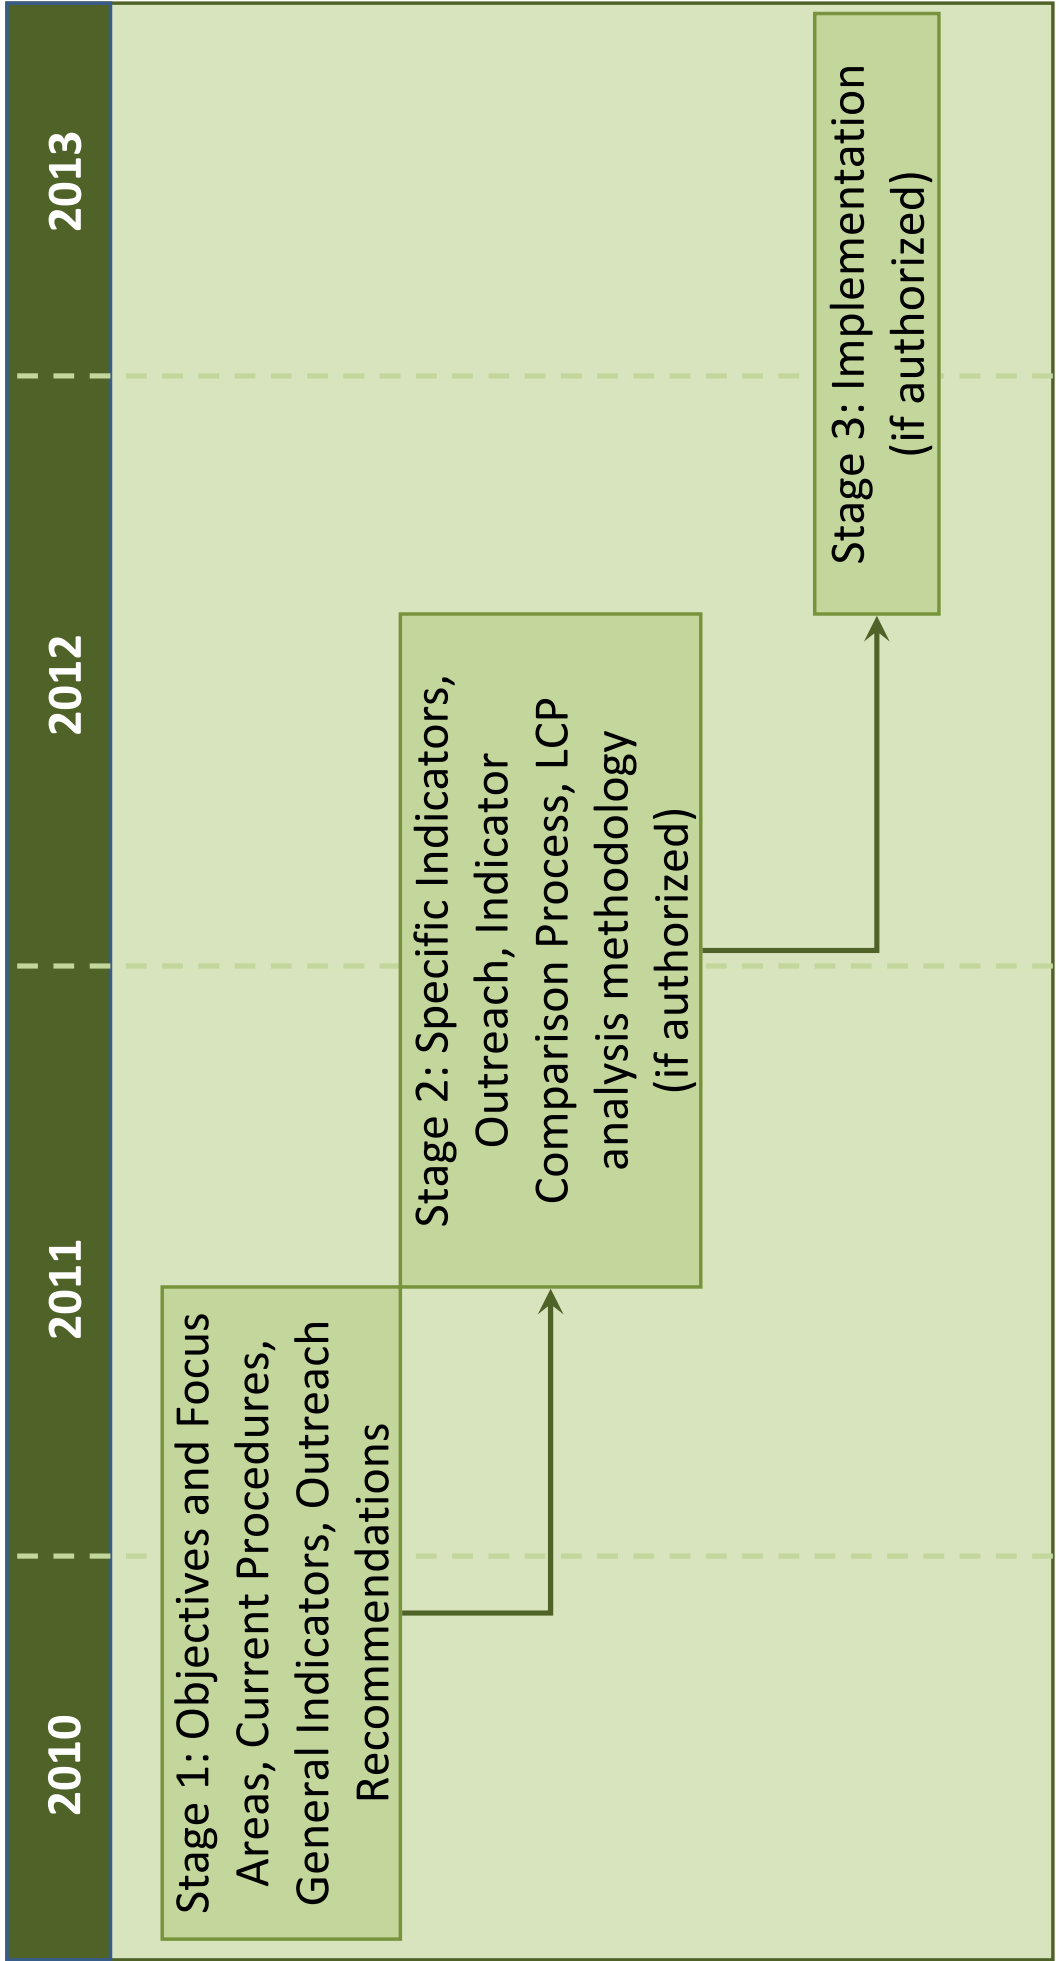 2010
2011
2012
2013
Stage 1: Objectives and Focus
Areas, Current Procedures,
General Indicators, Outreach
Recommendations
Stage 2: Specific Indicators,
Outreach, Indicator
Comparison Process, LCP
analysis methodology
(if authorized)
Stage 3: Implementation
(if authorized)